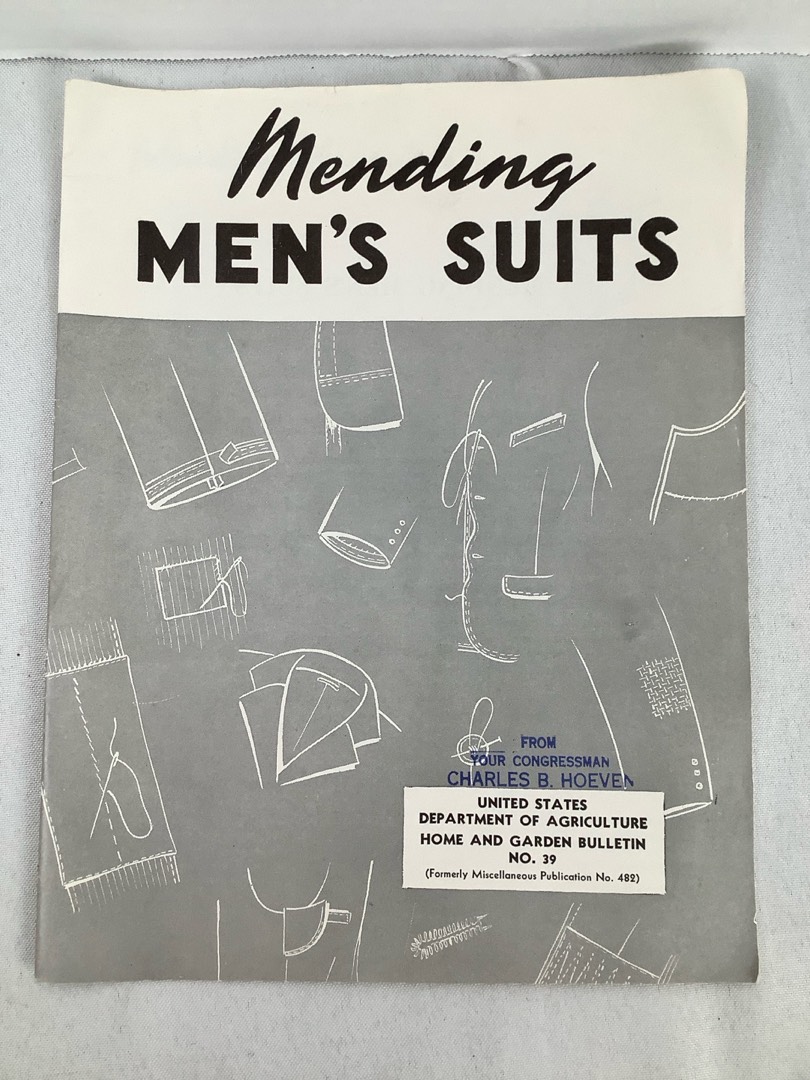 Mending
MEN'S SUITS
FROM
YOUR CONGRESSMAN
CHARLES B. HOEVEN
UNITED STATES
DEPARTMENT OF AGRICULTURE
HOME AND GARDEN BULLETIN
NO. 39
(Formerly Miscellaneous Publication No. 482)